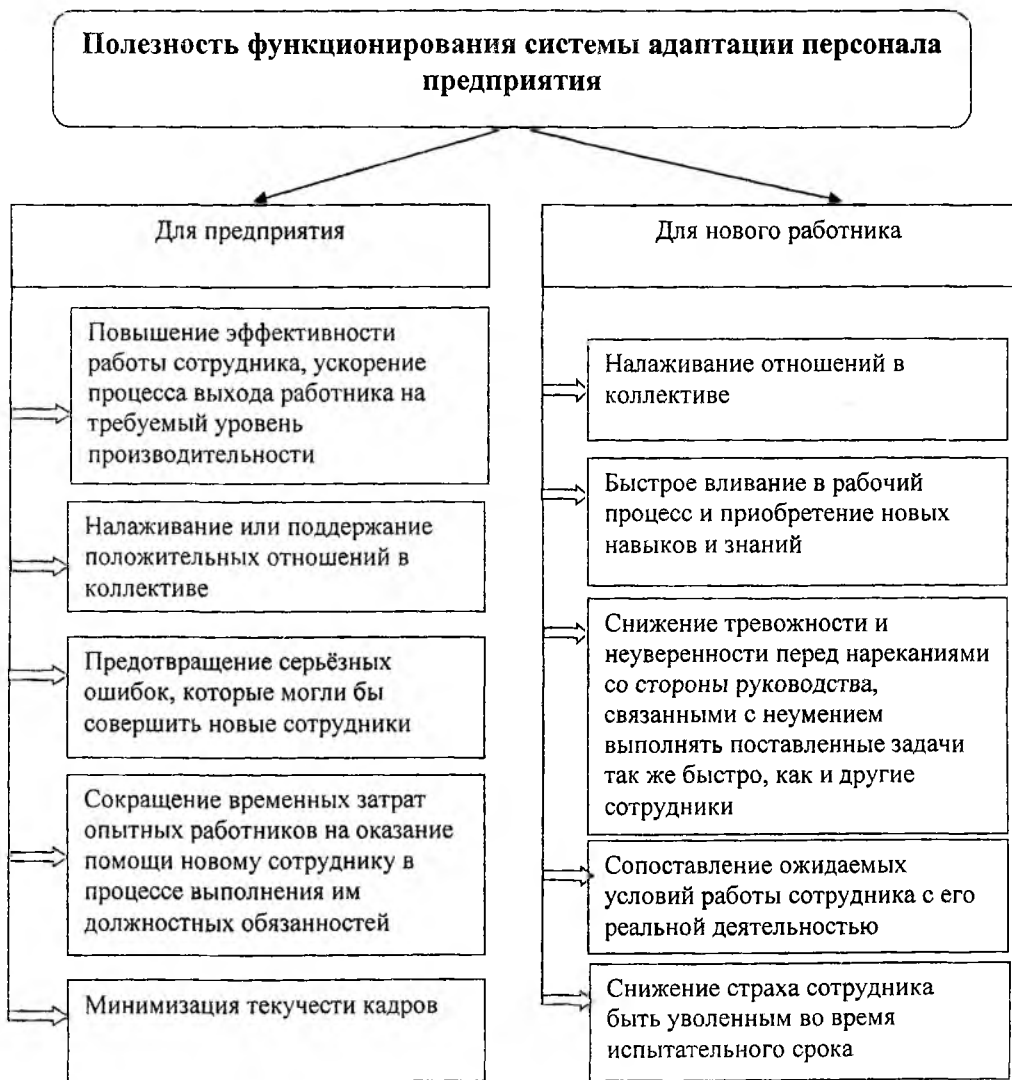 Полезность функционирования системы адаптации персонала
предприятия
Для предприятия
Повышение эффективности
работы сотрудника, ускорение
процесса выхода работника на
требуемый уровень
производительности
Налаживание или поддержание
положительных отношений в
коллективе
Предотвращение серьёзных
ошибок, которые могли бы
совершить новые сотрудники
Сокращение временных затрат
опытных работников на оказание
помощи новому сотруднику в
процессе выполнения им
должностных обязанностей
Минимизация текучести кадров
Для нового работника
Налаживание отношений в
коллективе
Быстрое вливание в рабочий
процесс и приобретение новых
навыков и знаний
Снижение тревожности и
неуверенности перед нареканиями
со стороны руководства,
связанными с неумением
выполнять поставленные задачи
так же быстро, как и другие
сотрудники
Сопоставление ожидаемых
условий работы сотрудника с его
реальной деятельностью
Снижение страха сотрудника
быть уволенным во время
испытательного срока